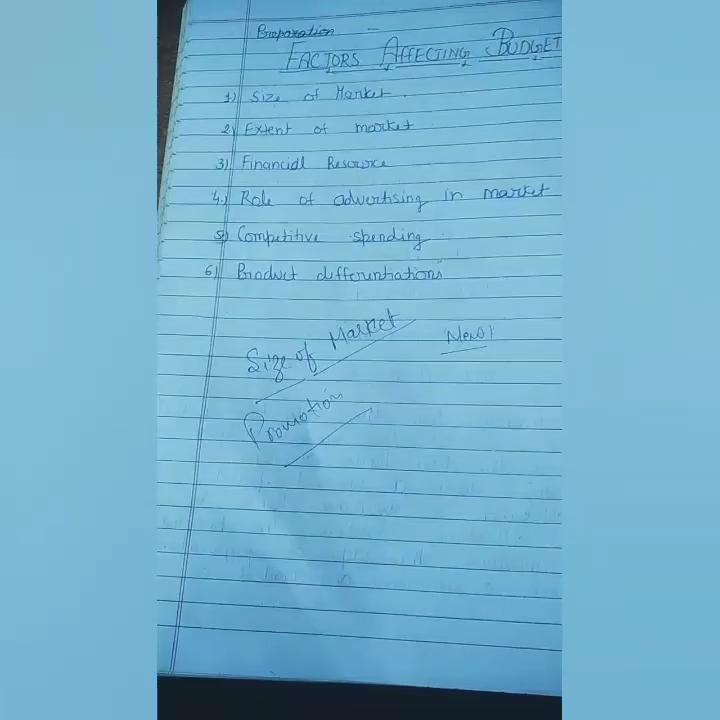 Preparation –
FACTORS AFFECTING BUDGET
1) Size of Market.
2) Extent of market
3) Financial Resource
4.) Role of advertising in market
5) Competitive spending
6) Product differentiations
Size of Market
Promotion